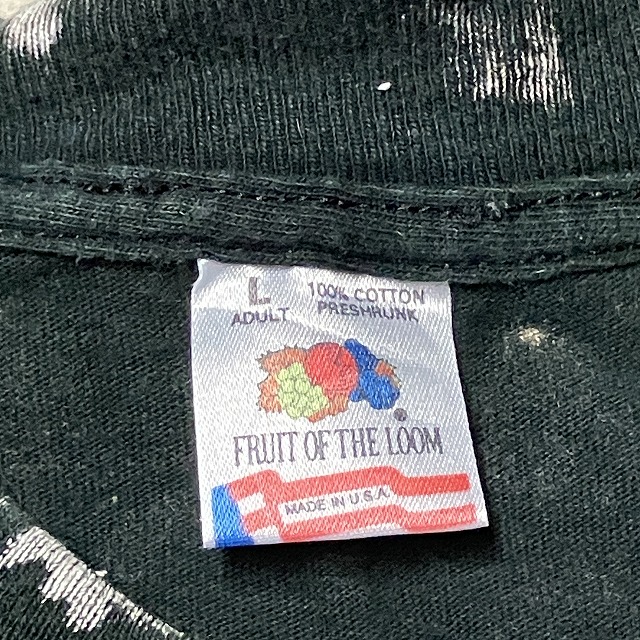 L 100% COTTON
ADULT PRESHRUNK
®
FRUIT OF THE LOOM
MADE IN U.S.A.